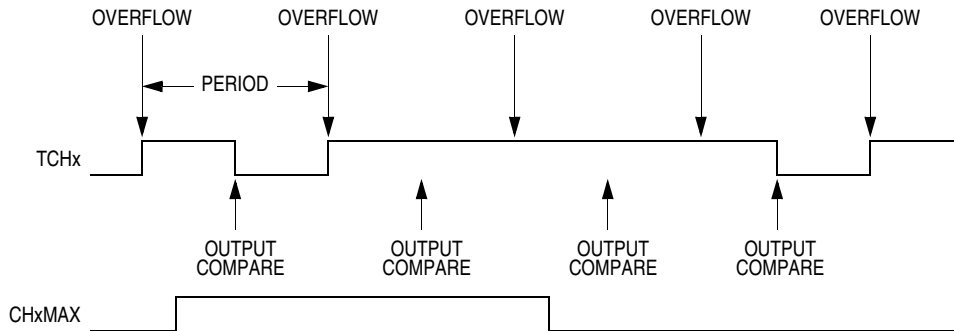 OVERFLOW OVERFLOW OVERFLOW OVERFLOW OVERFLOW
PERIOD
TCHx
OUTPUT COMPARE
OUTPUT COMPARE
OUTPUT COMPARE
OUTPUT COMPARE
CHxMAX